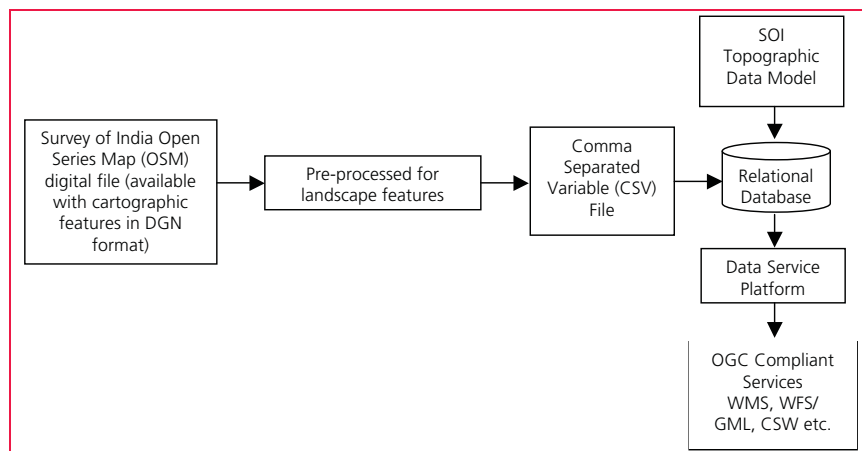 SOI
Topographic
Data Model
Survey of India Open
Series Map (OSM)
digital file (available
with cartographic
features in DGN
format)
Pre-processed for
landscape features
Comma
Separated
Variable (CSV)
File
Relational
Database
Data Service
Platform
OGC Compliant
Services
WMS, WFS/
GML, CSW etc.